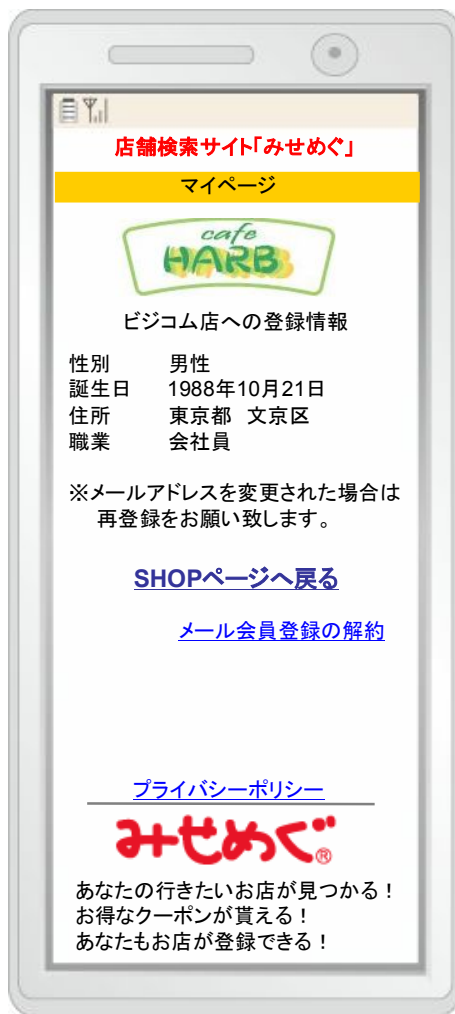 店舗検索サイト「みせめぐ」
マイページ
cafe
HARB
ビジコム店への登録情報
性別 男性
誕生日 1988年10月21日
住所 東京都 文京区
職業 会社員
※メールアドレスを変更された場合は
再登録をお願い致します。
SHOPページへ戻る
メール会員登録の解約
プライバシーポリシー
みせめぐ®
あなたの行きたいお店が見つかる！
お得なクーポンが貰える！
あなたもお店が登録できる！